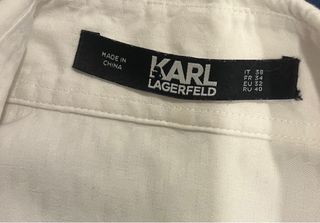 MADE IN
CHINA
KARL
LAGERFELD
IT 38
FR 34
EU 32
RU 40